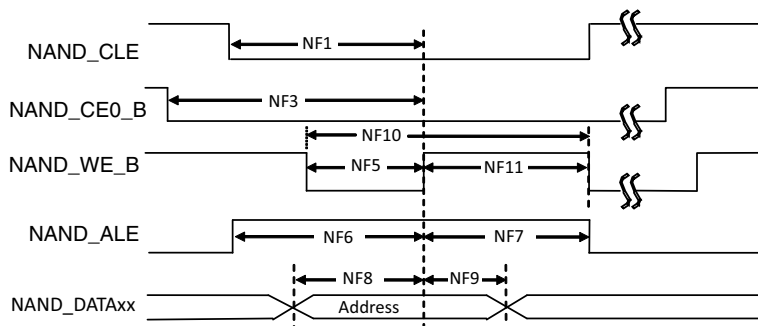 NF1
NAND_CLE
NF3
NAND_CE0_B
NF10
NAND_WE_B
NF5
NF11
NAND_ALE
NF6
NF7
NF8
NF9
NAND_DATAxx
Address